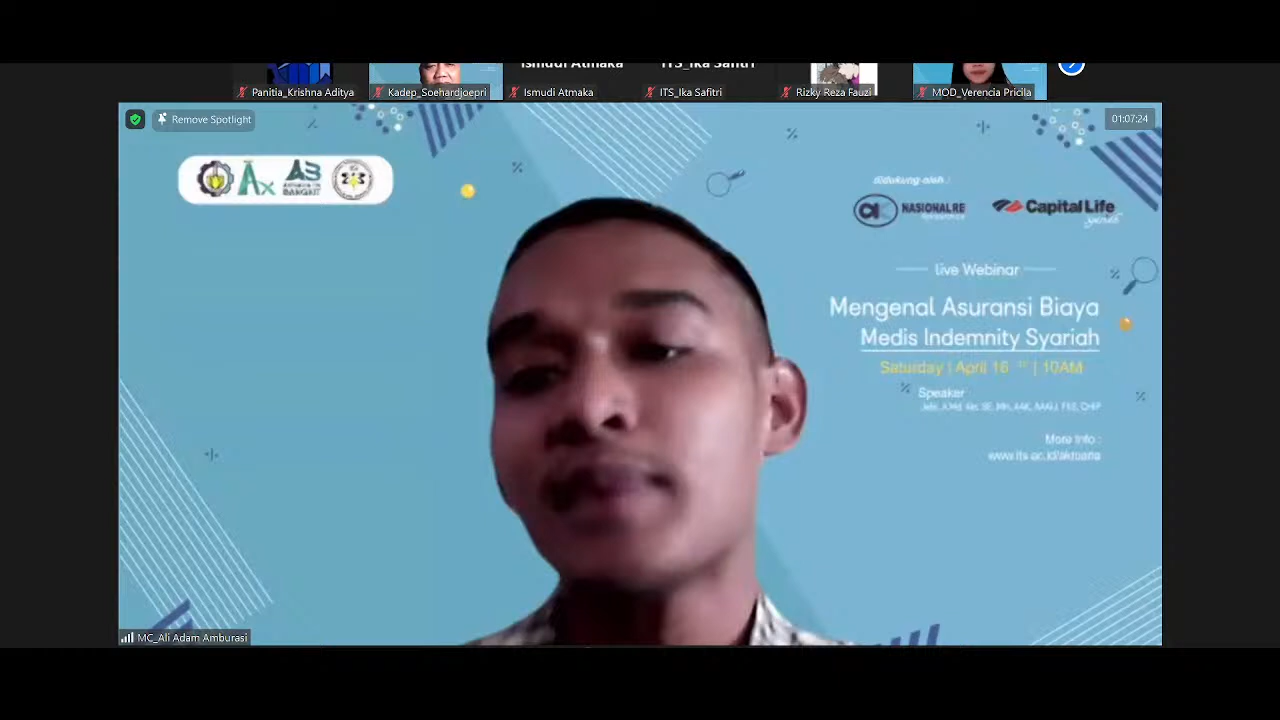 Ismudi Atmaka
ITS_Ika Safitri
Panitia_Krishna Aditya
Kadep_Soehardjoepri
Ismudi Atmaka
ITS_Ika Safitri
Rizky Reza Fauzi
MOD_Verencia Pricila
Remove Spotlight
01:07:24
BANGKIT
didukung oleh :
NASIONALRE
Capital Life
syariah
live Webinar
Mengenal Asuransi Biaya
Medis Indemnity Syariah
Saturday | April 16 | 10AM
Speaker
More Info :
www.its.ac.id/aktuaria
MC_Ali Adam Amburasi